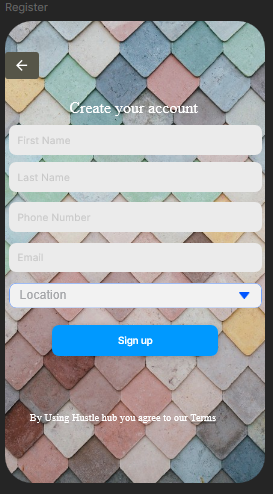 Register
Create your account
First Name
Last Name
Phone Number
Email
Location
Sign up
By Using Hustle hub you agree to our Terms